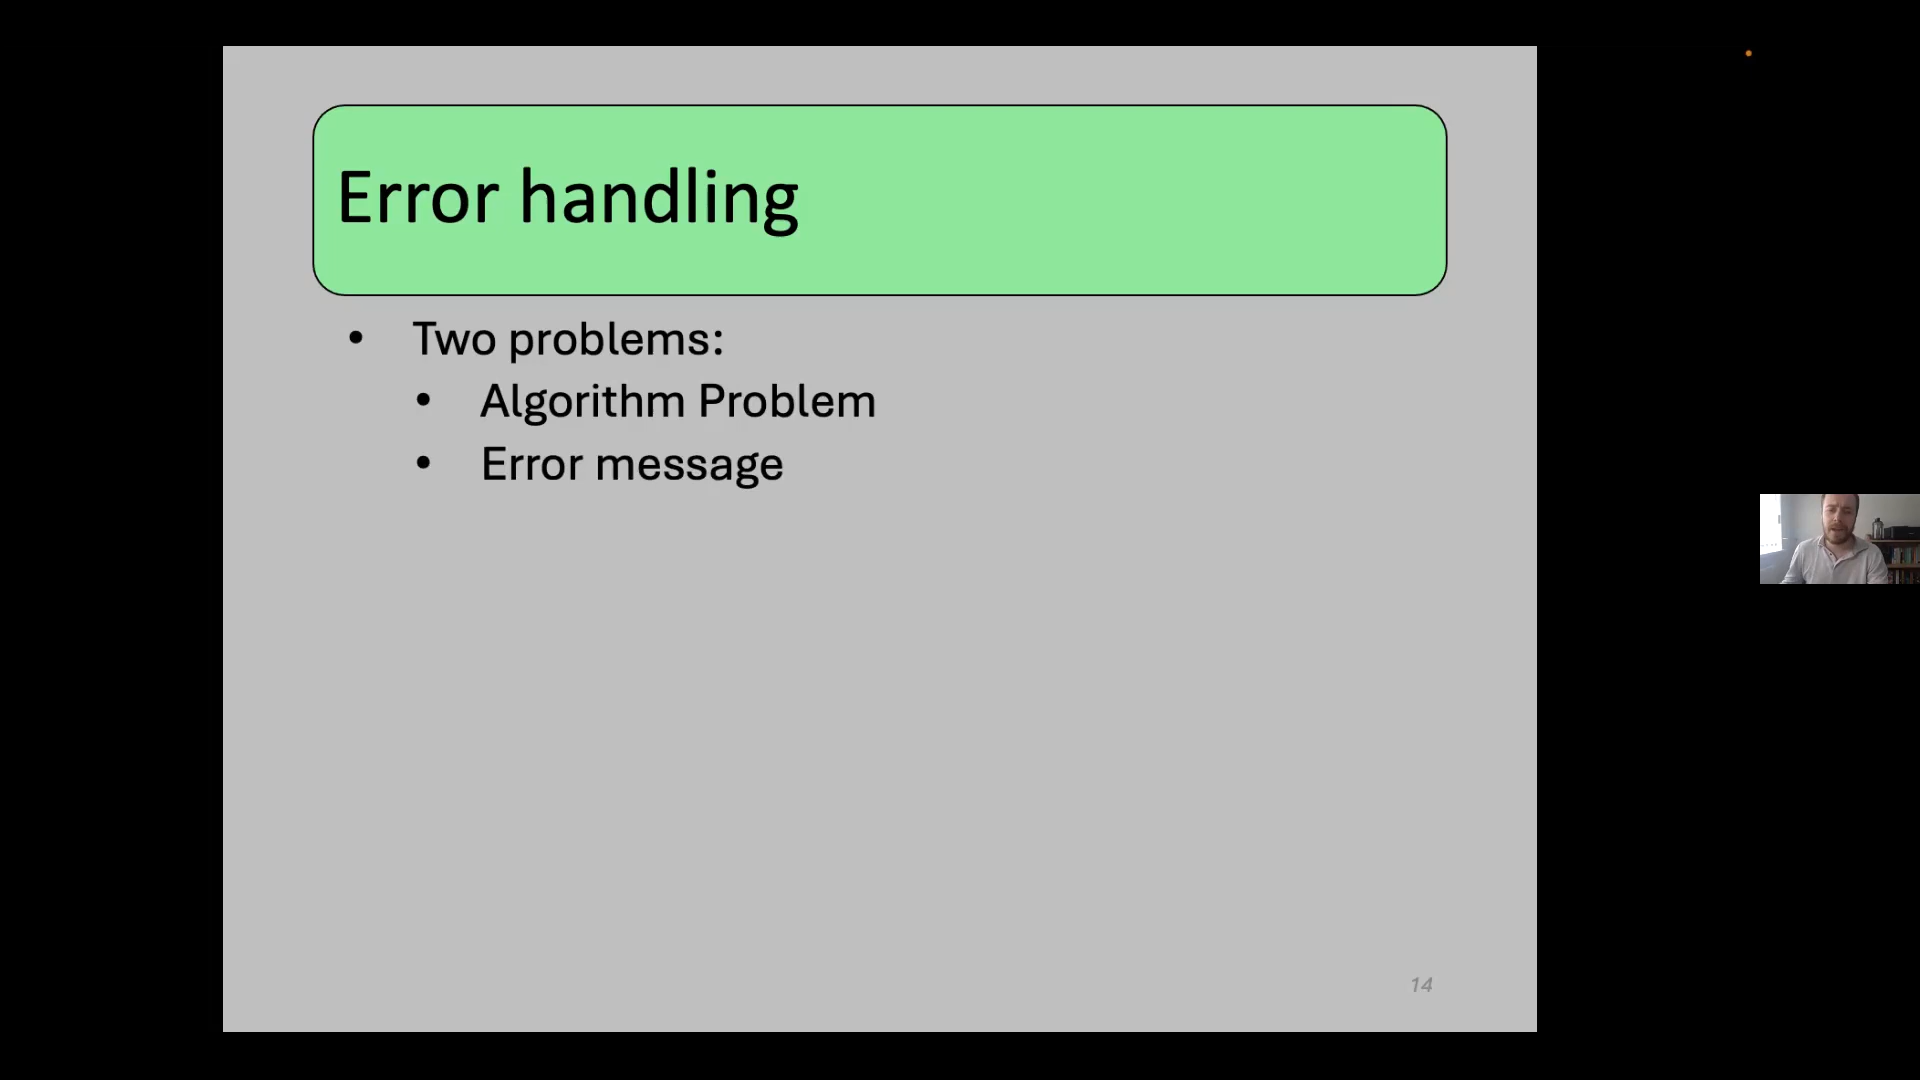 Error handling
• Two problems:
• Algorithm Problem
• Error message
14